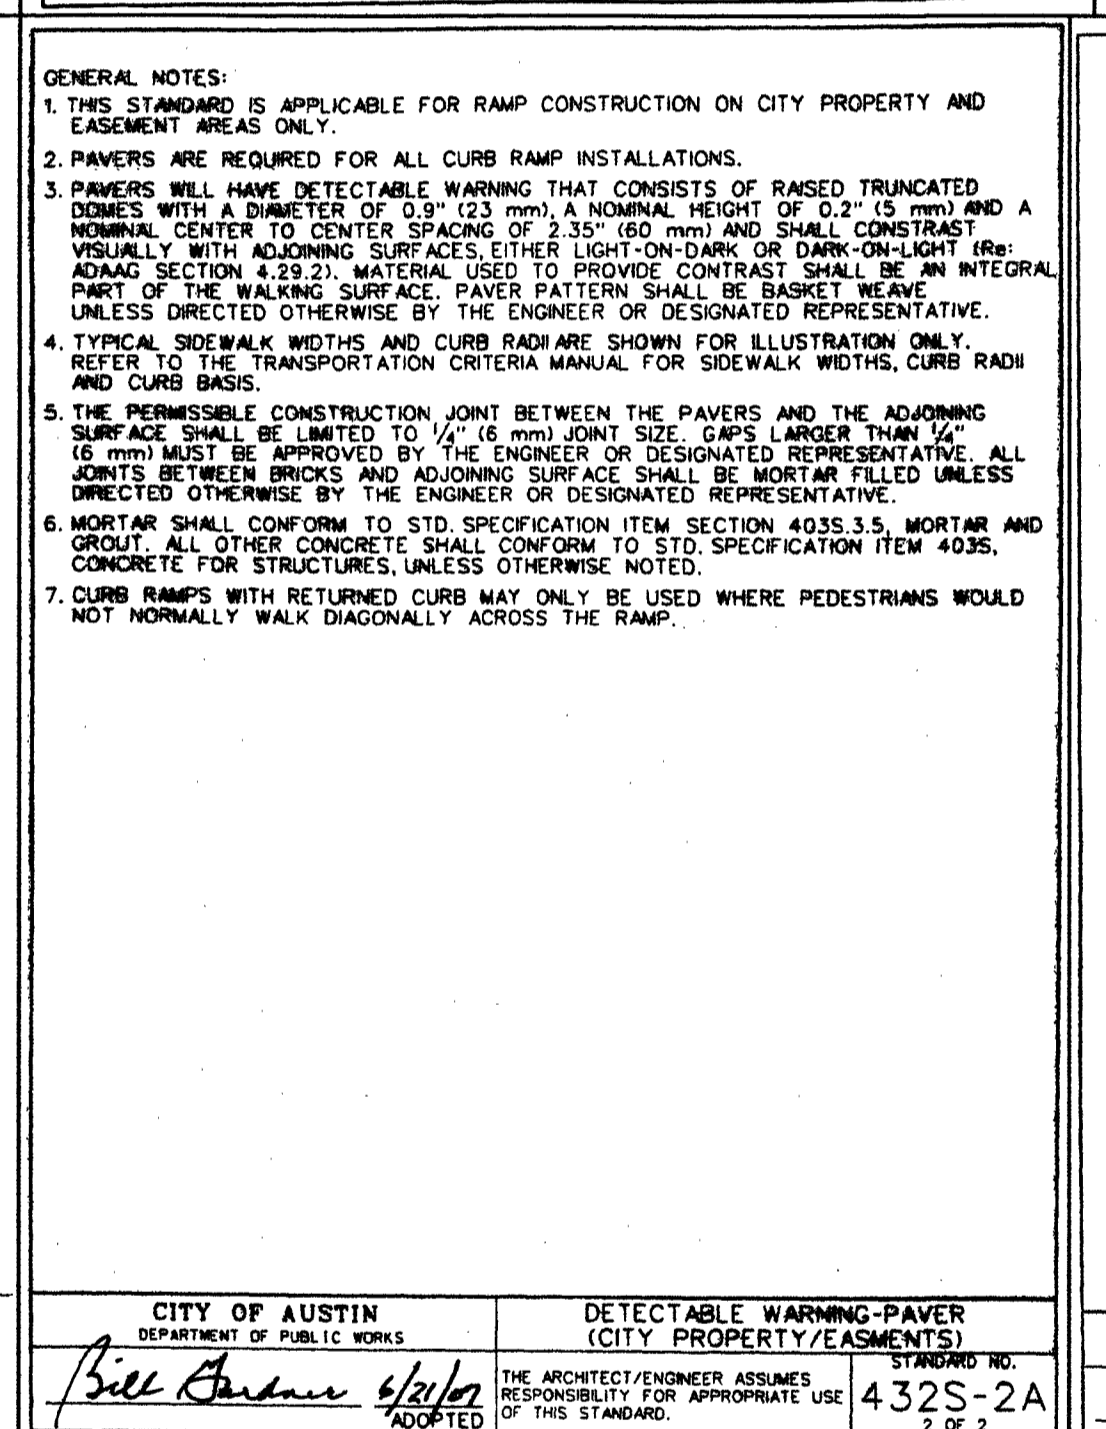 GENERAL NOTES:
1. THIS STANDARD IS APPLICABLE FOR RAMP CONSTRUCTION ON CITY PROPERTY AND
EASEMENT AREAS ONLY.
2. PAVERS ARE REQUIRED FOR ALL CURB RAMP INSTALLATIONS.
3. PAVERS WILL HAVE DETECTABLE WARNING THAT CONSISTS OF RAISED TRUNCATED
DOMES WITH A DIAMETER OF 0.9" (23 mm), A NOMINAL HEIGHT OF 0.2" (5 mm) AND A
NOMINAL CENTER TO CENTER SPACING OF 2.35" (60 mm) AND SHALL CONSTRAST
VISUALLY WITH ADJOINING SURFACES, EITHER LIGHT-ON-DARK OR DARK-ON-LIGHT (Re:
ADAAG SECTION 4.29.2). MATERIAL USED TO PROVIDE CONTRAST SHALL BE AN INTEGRAL
PART OF THE WALKING SURFACE. PAVER PATTERN SHALL BE BASKET WEAVE
UNLESS DIRECTED OTHERWISE BY THE ENGINEER OR DESIGNATED REPRESENTATIVE.
4. TYPICAL SIDEWALK WIDTHS AND CURB RADII ARE SHOWN FOR ILLUSTRATION ONLY.
REFER TO THE TRANSPORTATION CRITERIA MANUAL FOR SIDEWALK WIDTHS, CURB RADII
AND CURB BASIS.
5. THE PERMISSIBLE CONSTRUCTION JOINT BETWEEN THE PAVERS AND THE ADJOINING
SURFACE SHALL BE LIMITED TO 1/4" (6 mm) JOINT SIZE. GAPS LARGER THAN 1/4"
(6 mm) MUST BE APPROVED BY THE ENGINEER OR DESIGNATED REPRESENTATIVE. ALL
JOINTS BETWEEN BRICKS AND ADJOINING SURFACE SHALL BE MORTAR FILLED UNLESS
DIRECTED OTHERWISE BY THE ENGINEER OR DESIGNATED REPRESENTATIVE.
6. MORTAR SHALL CONFORM TO STD. SPECIFICATION ITEM SECTION 403S.3.5, MORTAR AND
GROUT. ALL OTHER CONCRETE SHALL CONFORM TO STD. SPECIFICATION ITEM 403S,
CONCRETE FOR STRUCTURES, UNLESS OTHERWISE NOTED.
7. CURB RAMPS WITH RETURNED CURB MAY ONLY BE USED WHERE PEDESTRIANS WOULD
NOT NORMALLY WALK DIAGONALLY ACROSS THE RAMP.
CITY OF AUSTIN
DEPARTMENT OF PUBLIC WORKS
Bill Gardner 6/21/07
ADOPTED
DETECTABLE WARNING-PAVER
(CITY PROPERTY/EASMENTS)
THE ARCHITECT/ENGINEER ASSUMES
RESPONSIBILITY FOR APPROPRIATE USE
OF THIS STANDARD.
STANDARD NO.
432S-2A
2 OF 2